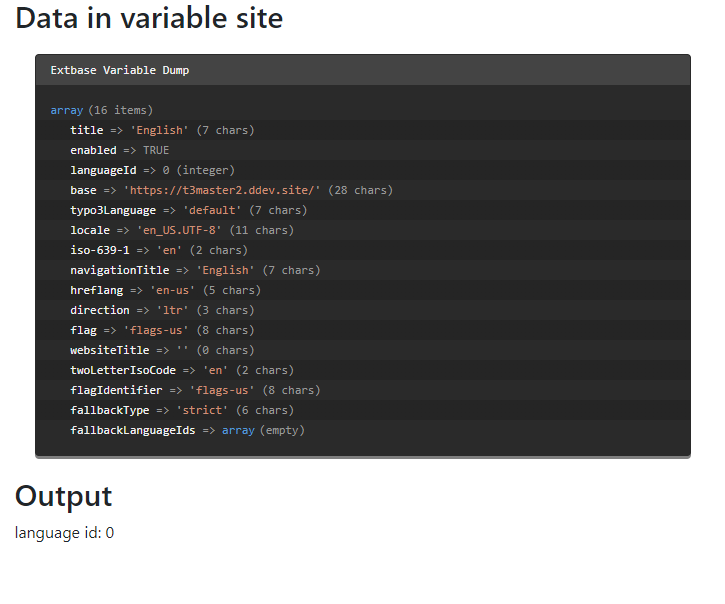 Data in variable site
Extbase Variable Dump
array (16 items)
title => 'English' (7 chars)
enabled => TRUE
languageId => 0 (integer)
base => 'https://t3master2.ddev.site/' (28 chars)
typo3Language => 'default' (7 chars)
locale => 'en_US.UTF-8' (11 chars)
iso-639-1 => 'en' (2 chars)
navigationTitle => 'English' (7 chars)
hreflang => 'en-us' (5 chars)
direction => 'ltr' (3 chars)
flag => 'flags-us' (8 chars)
websiteTitle => '' (0 chars)
twoLetterIsoCode => 'en' (2 chars)
flagIdentifier => 'flags-us' (8 chars)
fallbackType => 'strict' (6 chars)
fallbackLanguageIds => array (empty)
Output
language id: 0